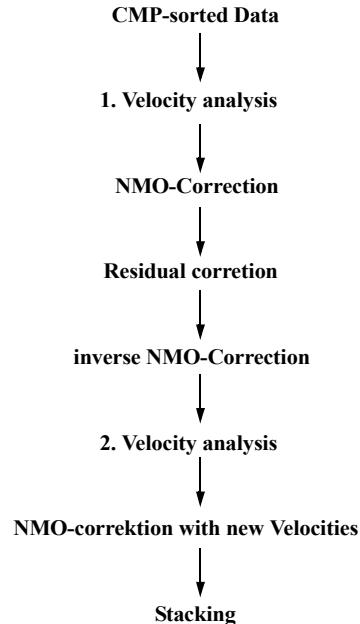 CMP-sorted Data
1. Velocity analysis
NMO-Correction
Residual corretion
inverse NMO-Correction
2. Velocity analysis
NMO-correktion with new Velocities
Stacking